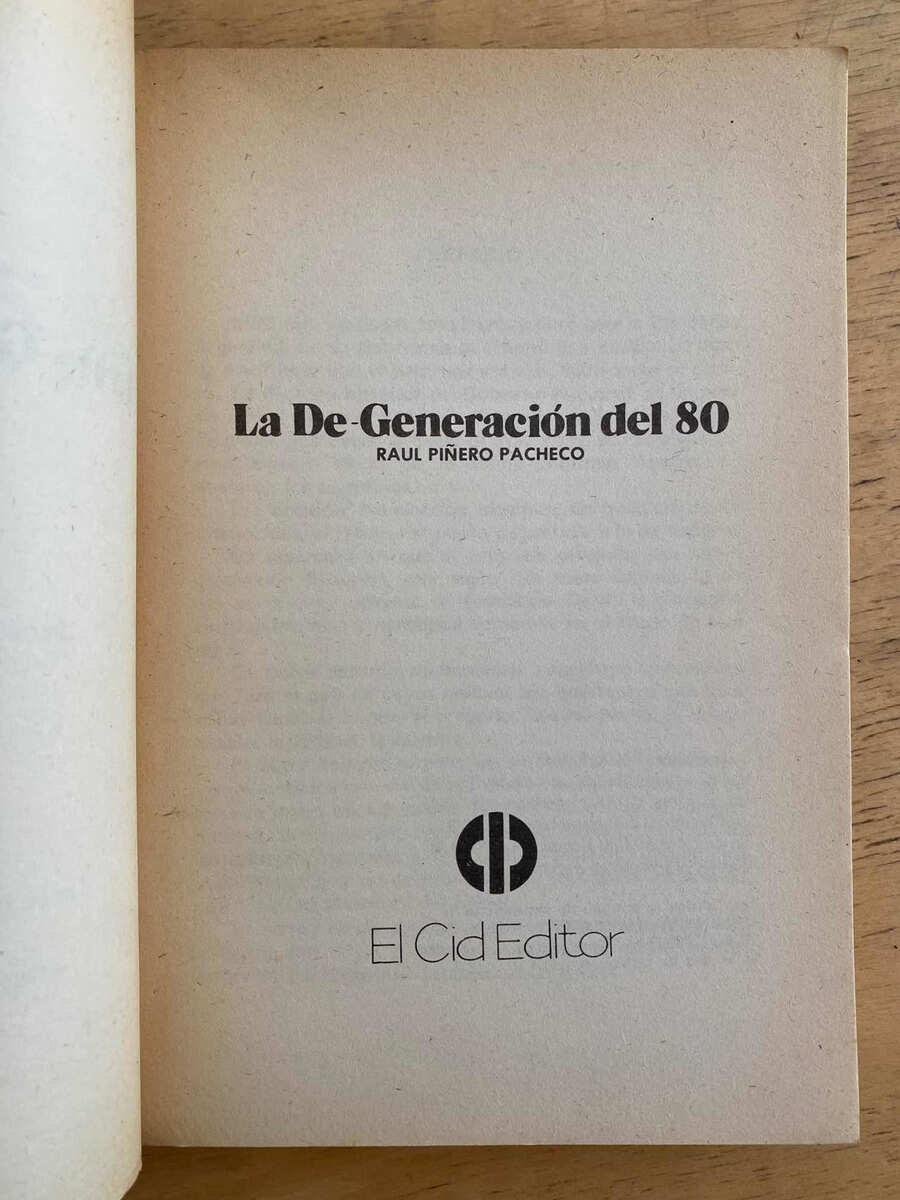 La De-Generación del 80
RAUL PIÑERO PACHECO
El Cid Editor